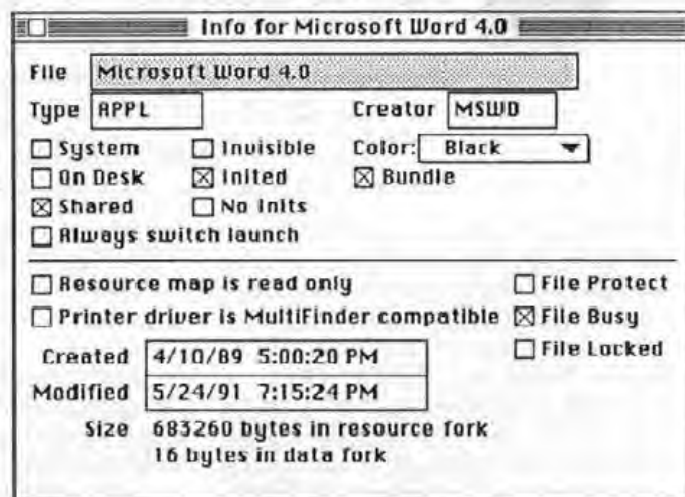 Info for Microsoft Word 4.0
File Microsoft Word 4.0
Type APPL Creator MSWD
System Invisible Color: Black
On Desk Inited Bundle
Shared No Inits
Always switch launch
Resource map is read only File Protect
Printer driver is MultiFinder compatible File Busy
File Locked
Created 4/10/89 5:00:20 PM
Modified 5/24/91 7:15:24 PM
Size 683260 bytes in resource fork
16 bytes in data fork